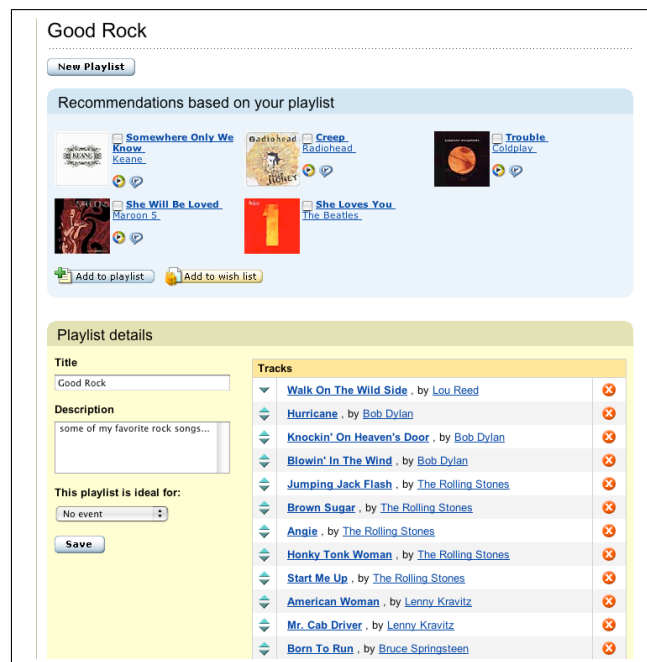 Good Rock
New Playlist
Recommendations based on your playlist
KEANE
Somewhere Only We
Know
Keane
Radiohead
HONEY
Creep
Radiohead
Trouble
Coldplay
She Will Be Loved
Maroon 5
1
She Loves You
The Beatles
Add to playlist
Add to wish list
Playlist details
Title
Good Rock
Description
some of my favorite rock songs...
This playlist is ideal for:
No event
Save
Tracks
Walk On The Wild Side , by Lou Reed
Hurricane , by Bob Dylan
Knockin' On Heaven's Door , by Bob Dylan
Blowin' In The Wind , by Bob Dylan
Jumping Jack Flash , by The Rolling Stones
Brown Sugar , by The Rolling Stones
Angie , by The Rolling Stones
Honky Tonk Woman , by The Rolling Stones
Start Me Up , by The Rolling Stones
American Woman , by Lenny Kravitz
Mr. Cab Driver , by Lenny Kravitz
Born To Run , by Bruce Springsteen